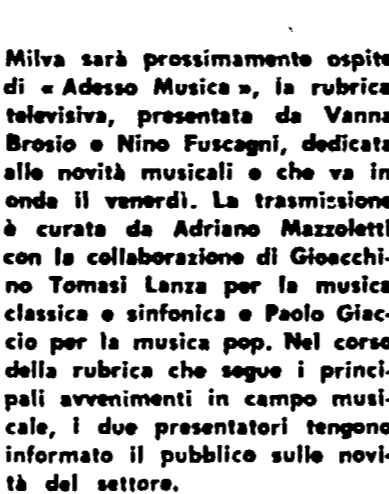 Milva sarà prossimamente ospite
di « Adesso Musica », la rubrica
televisiva, presentata da Vanna
Brosio e Nino Fuscagni, dedicata
alle novità musicali e che va in
onda il venerdì. La trasmissione
è curata da Adriano Mazzoletti
con la collaborazione di Gioacchi-
no Tomasi Lanza per la musica
classica e sinfonica e Paolo Giac-
cio per la musica pop. Nel corso
della rubrica che segue i princi-
pali avvenimenti in campo musi-
cale, i due presentatori tengono
informato il pubblico sulle novi-
tà del settore.